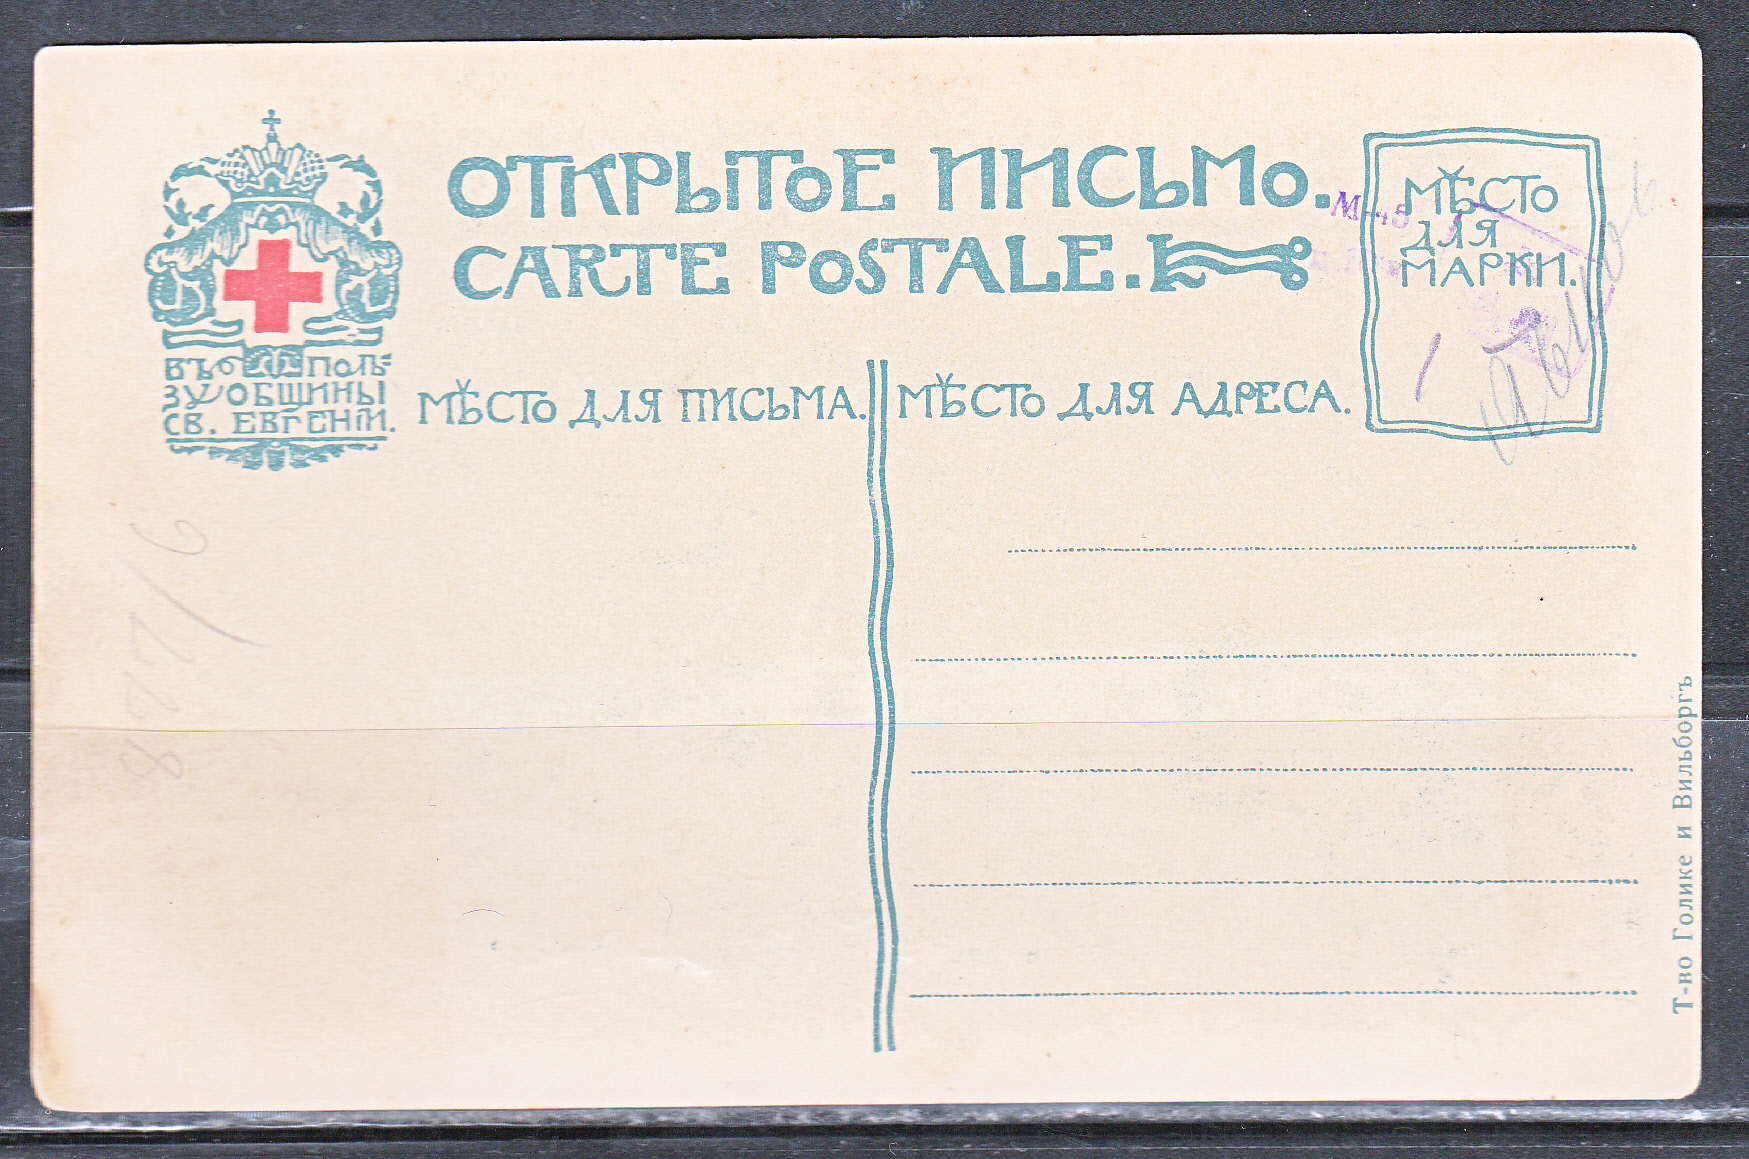 ОТКРЫТОЕ ПИСЬМО.
CARTE POSTALE.
ВЪ ПОЛЬ=
ЗУ ОБЩИНЫ
СВ. ЕВГЕНIИ.
МѢСТО ДЛЯ ПИСЬМА.
МѢСТО ДЛЯ АДРЕСА.
МѢСТО
ДЛЯ
МАРКИ.
Т-во Голике и Вильборгъ